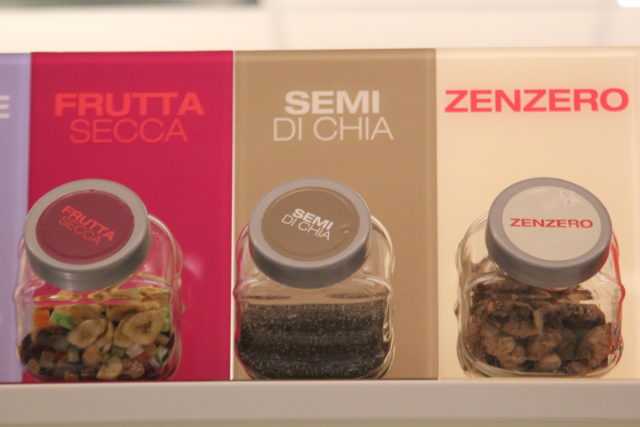 FRUTTA
SECCA
SEMI
DI CHIA
ZENZERO
FRUTTA
SECCA
SEMI
DI CHIA
ZENZERO